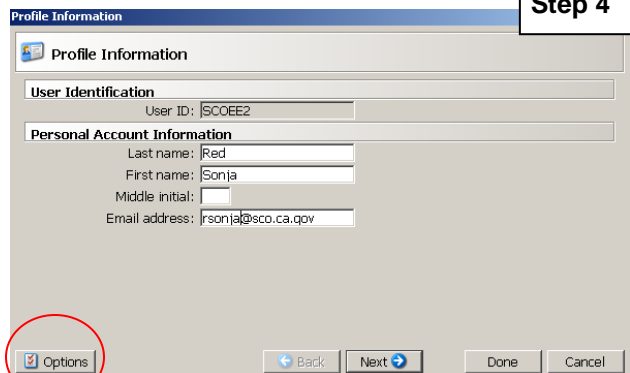 Step 4
Profile Information
Profile Information
User Identification
User ID: SCOEE2
Personal Account Information
Last name: Red
First name: Sonja
Middle initial:
Email address: rsonja@sco.ca.gov
Options Back Next Done Cancel